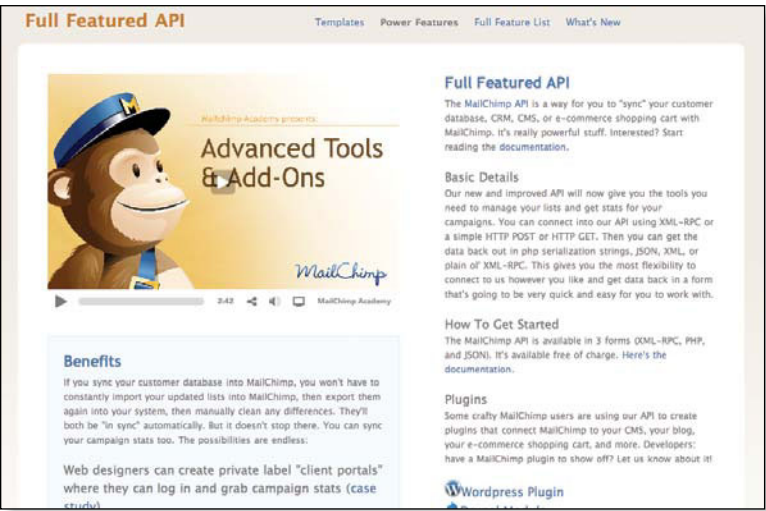 Full Featured API
Templates Power Features Full Feature List What's New
Mailchimp Academy presents:
Advanced Tools
& Add-Ons
MailChimp
2:42 MailChimp Academy
Benefits
If you sync your customer database into MailChimp, you won't have to
constantly import your updated lists into MailChimp, then export them
again into your system, then manually clean any differences. They'll
both be "in sync" automatically. But it doesn't stop there. You can sync
your campaign stats too. The possibilities are endless:
Web designers can create private label "client portals"
where they can log in and grab campaign stats (case
study)
Full Featured API
The MailChimp API is a way for you to "sync" your customer
database, CRM, CMS, or e-commerce shopping cart with
MailChimp. It's really powerful stuff. Interested? Start
reading the documentation.
Basic Details
Our new and improved API will now give you the tools you
need to manage your lists and get stats for your
campaigns. You can connect into our API using XML-RPC or
a simple HTTP POST or HTTP GET. Then you can get the
data back out in php serialization strings, JSON, XML, or
plain ol' XML-RPC. This gives you the most flexibility to
connect to us however you like and get data back in a form
that's going to be very quick and easy for you to work with.
How To Get Started
The MailChimp API is available in 3 forms (XML-RPC, PHP,
and JSON). It's available free of charge. Here's the
documentation.
Plugins
Some crafty MailChimp users are using our API to create
plugins that connect MailChimp to your CMS, your blog,
your e-commerce shopping cart, and more. Developers:
have a MailChimp plugin to show off? Let us know about it!
Wordpress Plugin